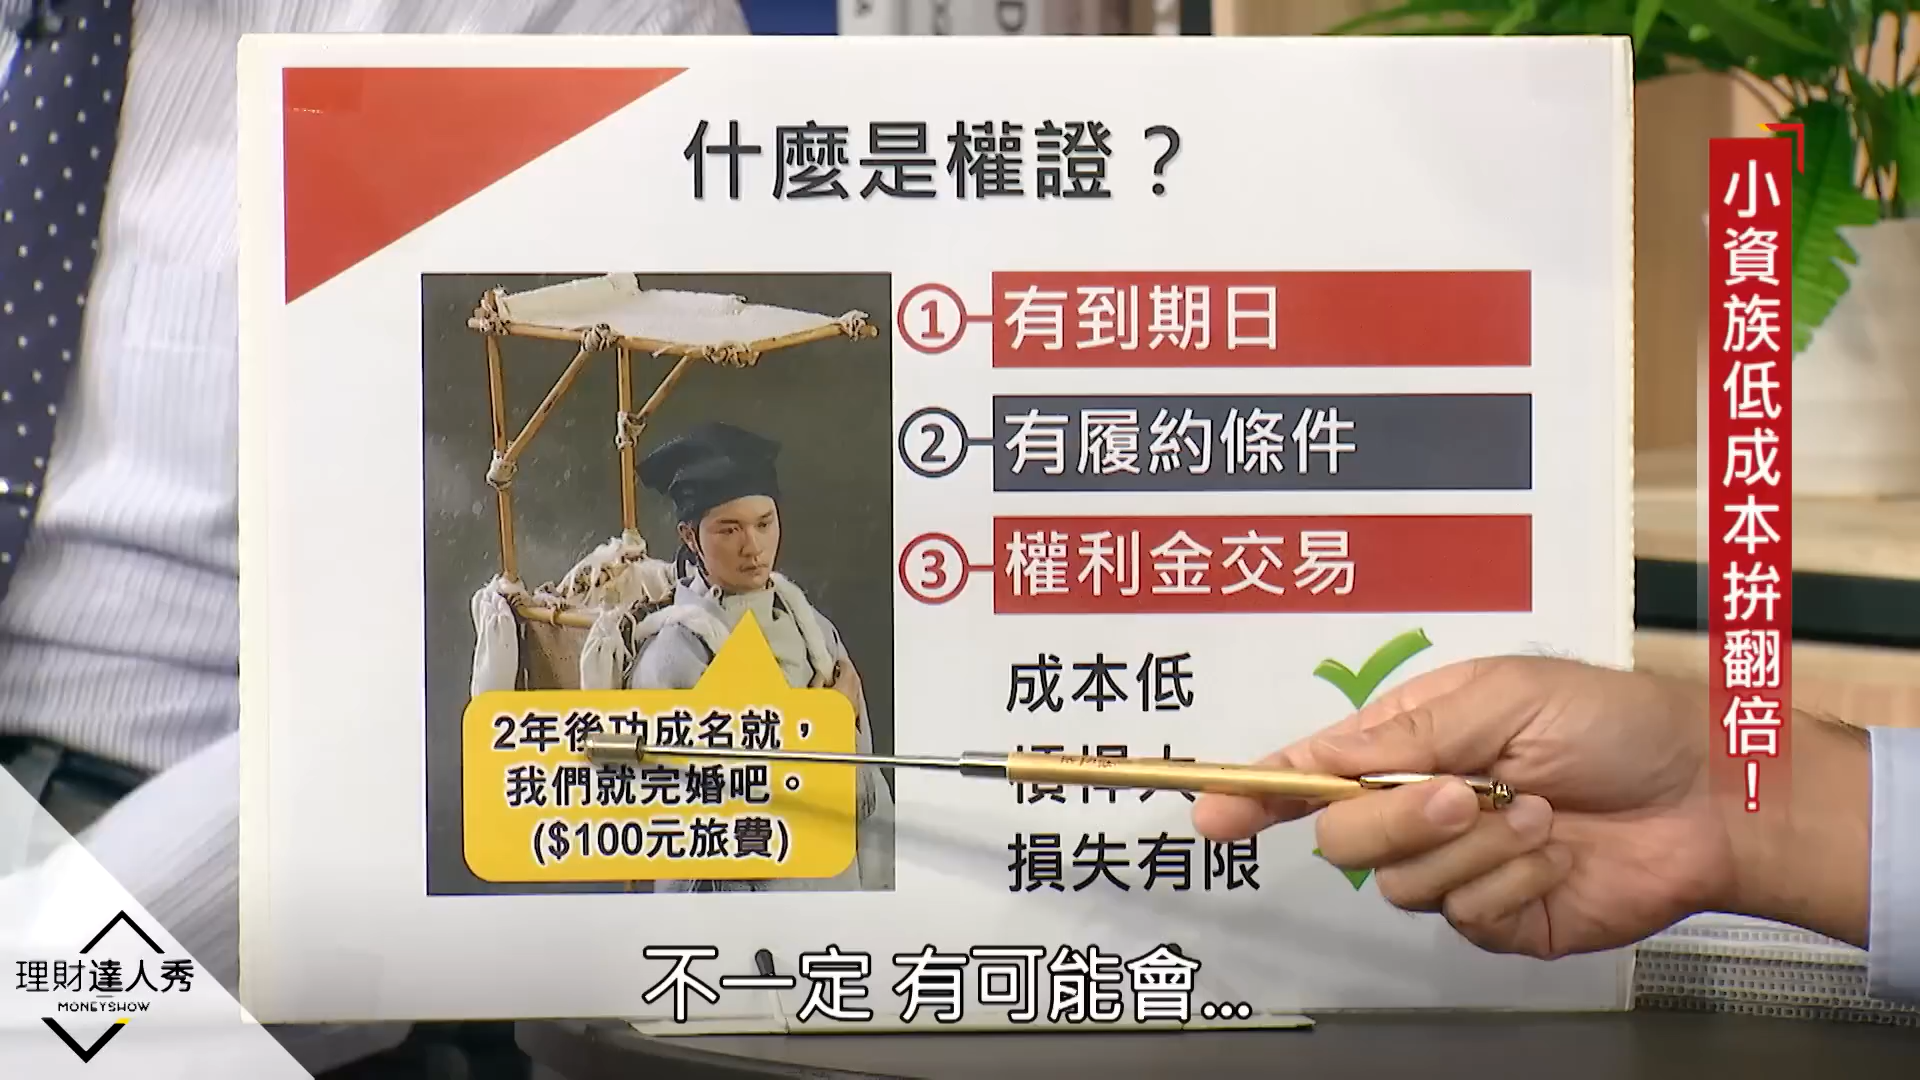 什麼是權證？
① 有到期日
② 有履約條件
③ 權利金交易
成本低
損失有限
2年後功成名就，
我們就完婚吧。
($100元旅費)
小資族低成本拚翻倍！
不一定 有可能會...
理財達人秀
MONEYSHOW